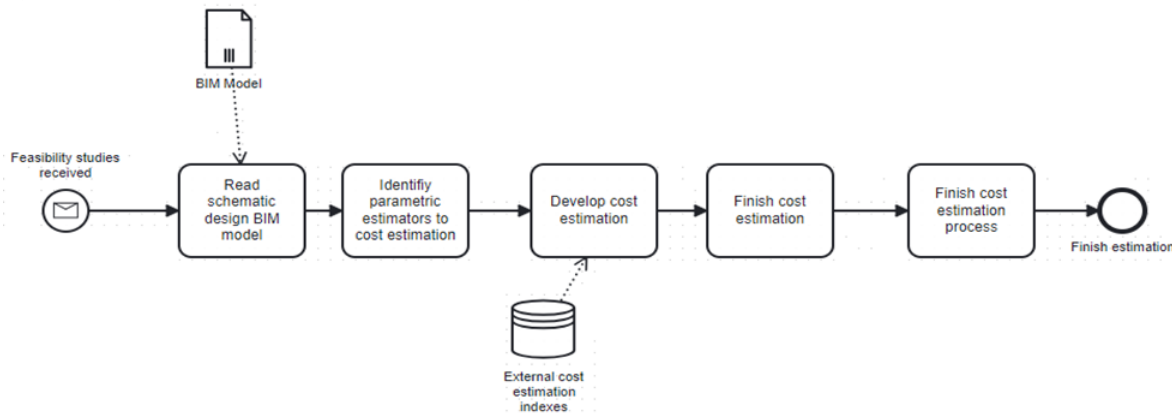 BIM Model
Feasibility studies
received
Read
schematic
design BIM
model
Identifiy
parametric
estimators to
cost estimation
Develop cost
estimation
Finish cost
estimation
Finish cost
estimation
process
Finish estimation
External cost
estimation
indexes